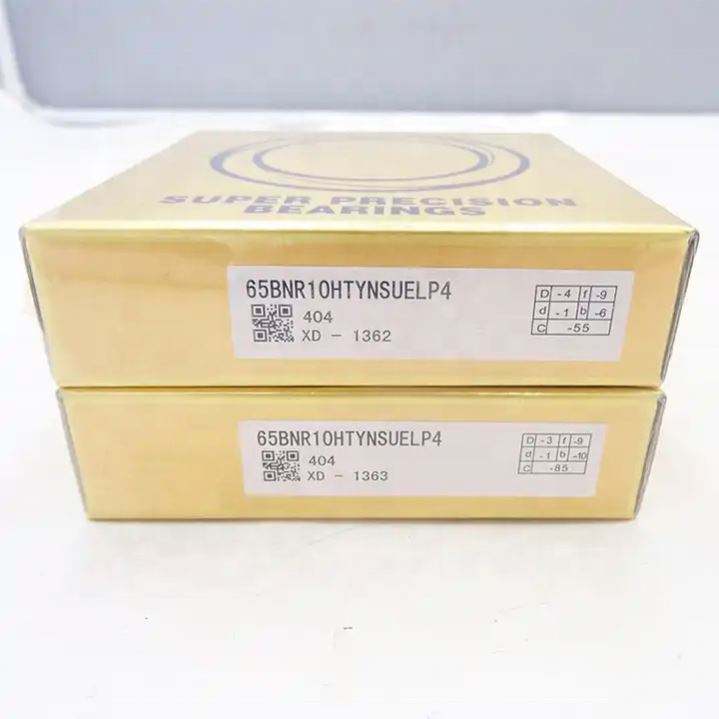 SUPER PRECISION
BEARINGS
65BNR10HTYNSUELP4
404
XD - 1362
D -4 f -9
d -1 b -6
C -55
65BNR10HTYNSUELP4
404
XD - 1363
D -3 f -9
d -1 b -10
C -85